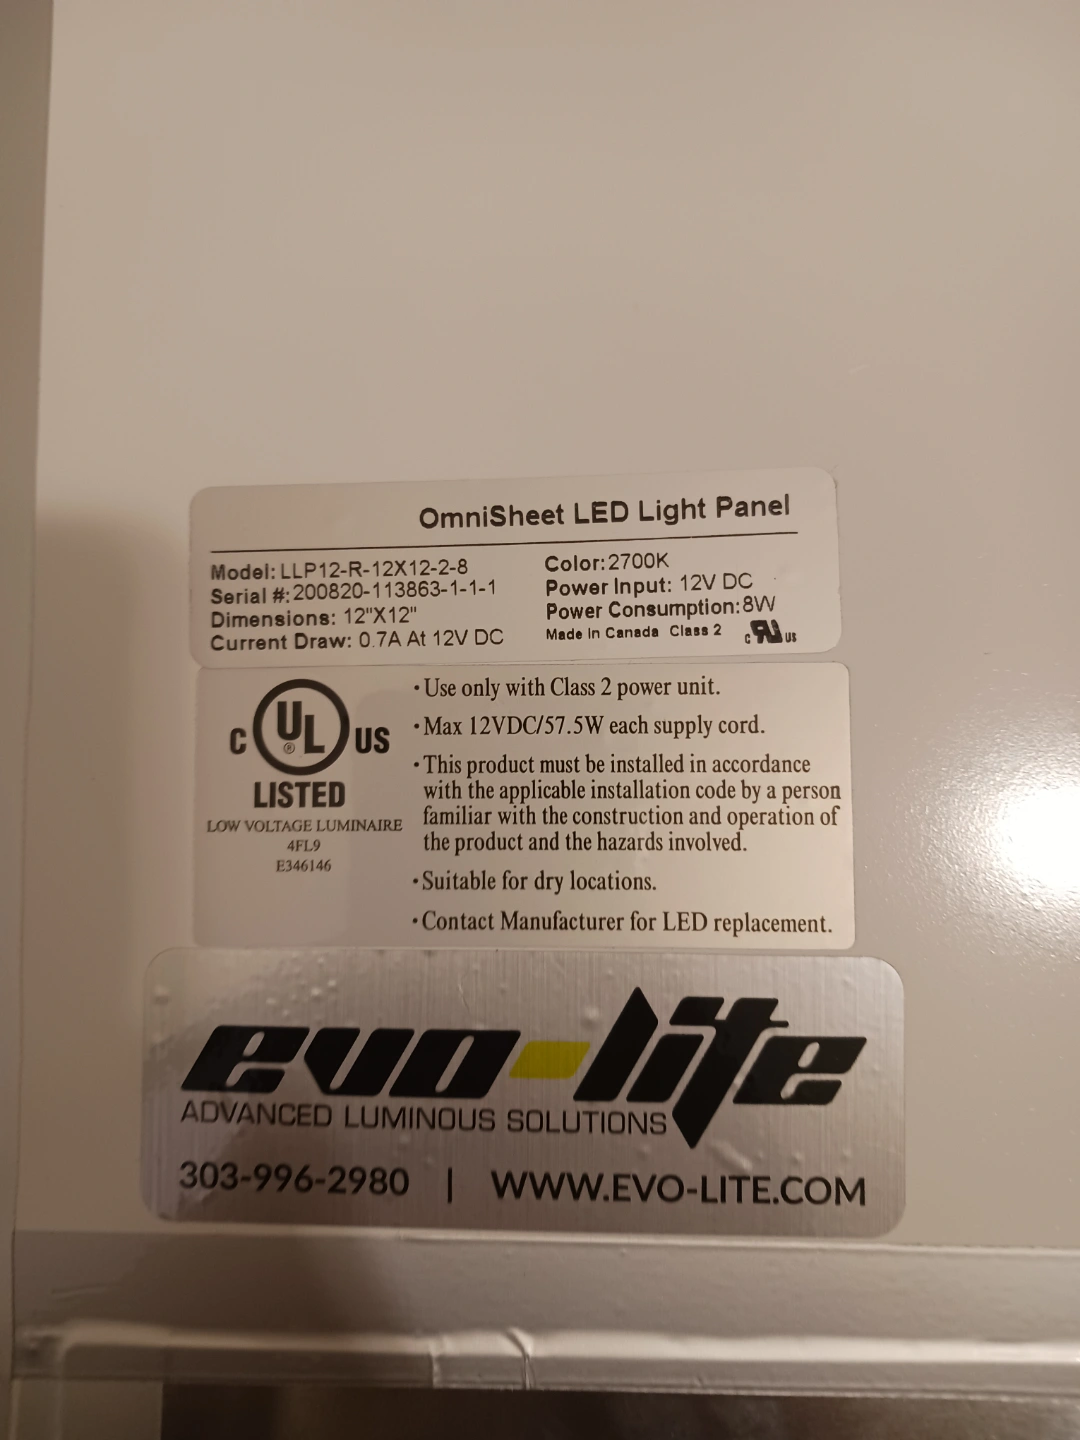 OmniSheet LED Light Panel
Model: LLP12-R-12X12-2-8
Serial #: 200820-113863-1-1-1
Dimensions: 12"X12"
Current Draw: 0.7A At 12V DC
Color: 2700K
Power Input: 12V DC
Power Consumption: 8W
Made In Canada Class 2 c RU us
C UL ® US
LISTED
LOW VOLTAGE LUMINAIRE
4FL9
E346146
• Use only with Class 2 power unit.
• Max 12VDC/57.5W each supply cord.
• This product must be installed in accordance
with the applicable installation code by a person
familiar with the construction and operation of
the product and the hazards involved.
• Suitable for dry locations.
• Contact Manufacturer for LED replacement.
evo-lite
ADVANCED LUMINOUS SOLUTIONS
303-996-2980 | WWW.EVO-LITE.COM